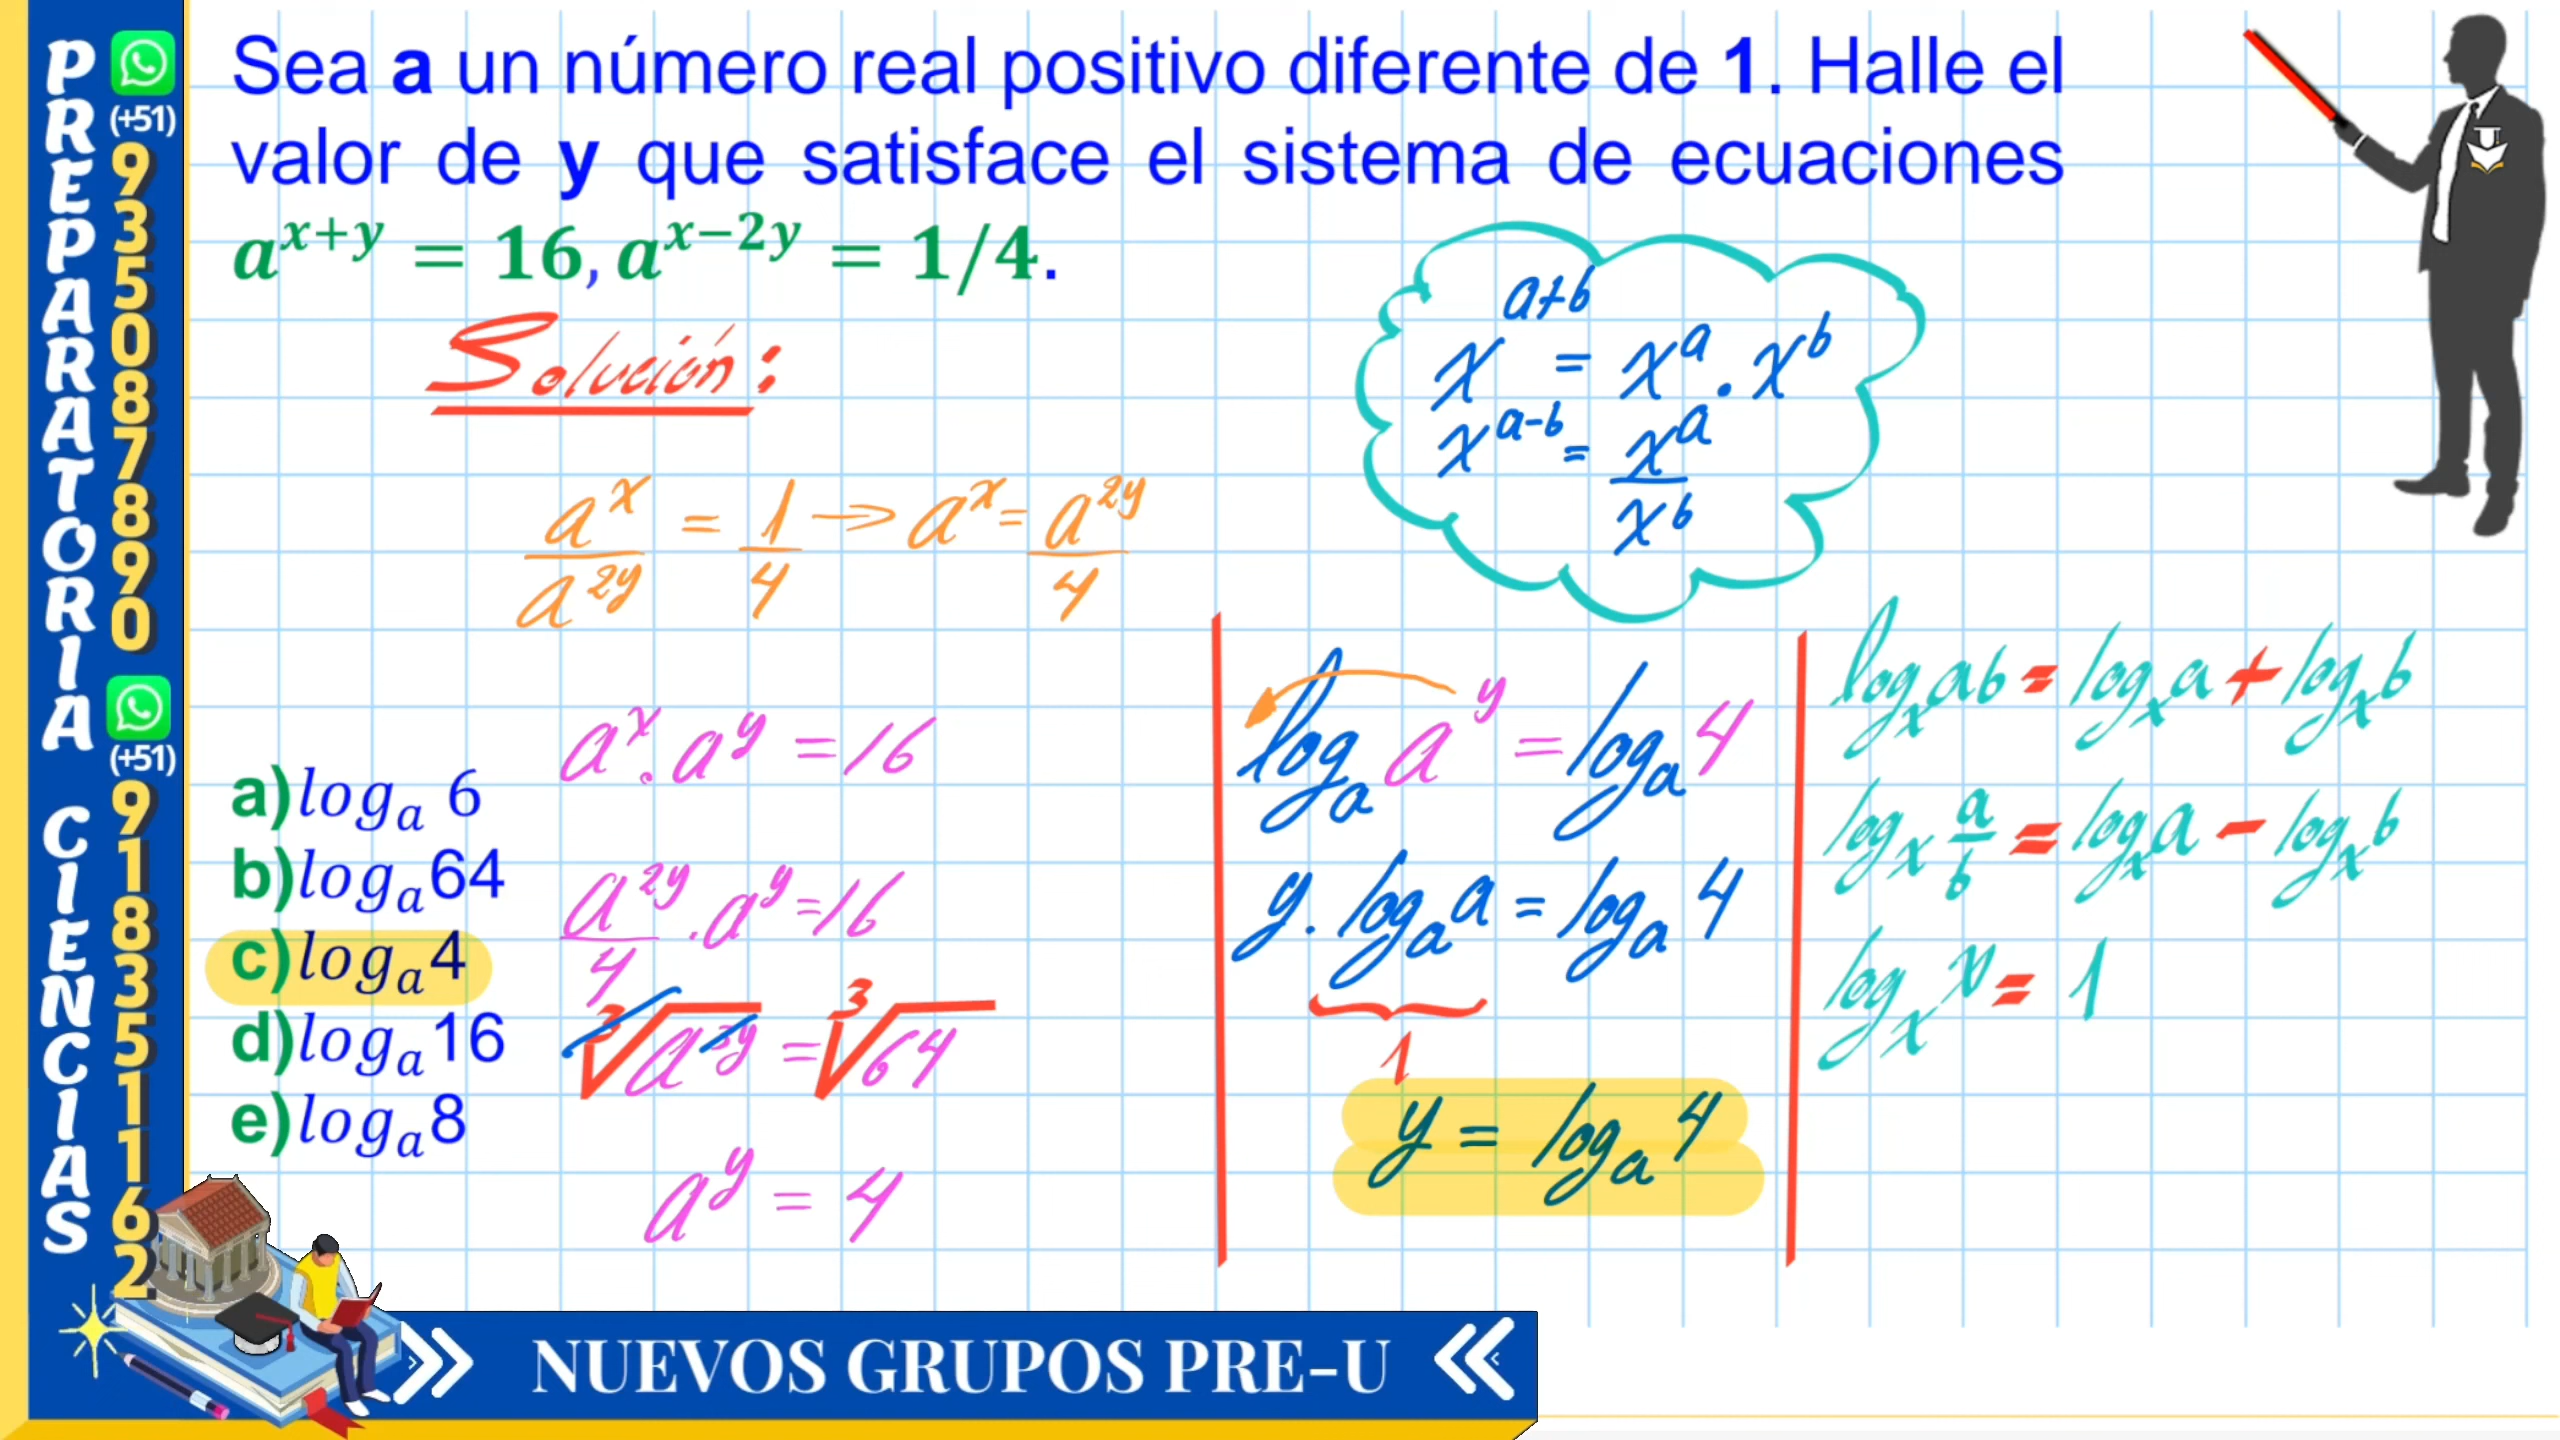 PREPARATORIA CIENCIAS
(+51)
935087890
(+51)
918351162
Sea a un número real positivo diferente de 1. Halle el
valor de y que satisface el sistema de ecuaciones
a^{x+y} = 16, a^{x-2y} = 1/4.
Solución:
x^{a+b} = x^a . x^b
x^{a-b} = x^a / x^b
a^x / a^{2y} = 1/4 → a^x = a^{2y} / 4
a^x . a^y = 16
a^{2y} / 4 . a^y = 16
∛a^{3y} = ∛64
a^y = 4
a) log_a 6
b) log_a 64
c) log_a 4
d) log_a 16
e) log_a 8
log_a a^y = log_a 4
y . log_a a = log_a 4
1
y = log_a 4
log_x ab = log_x a + log_x b
log_x a/b = log_x a - log_x b
log_x x = 1
NUEVOS GRUPOS PRE-U